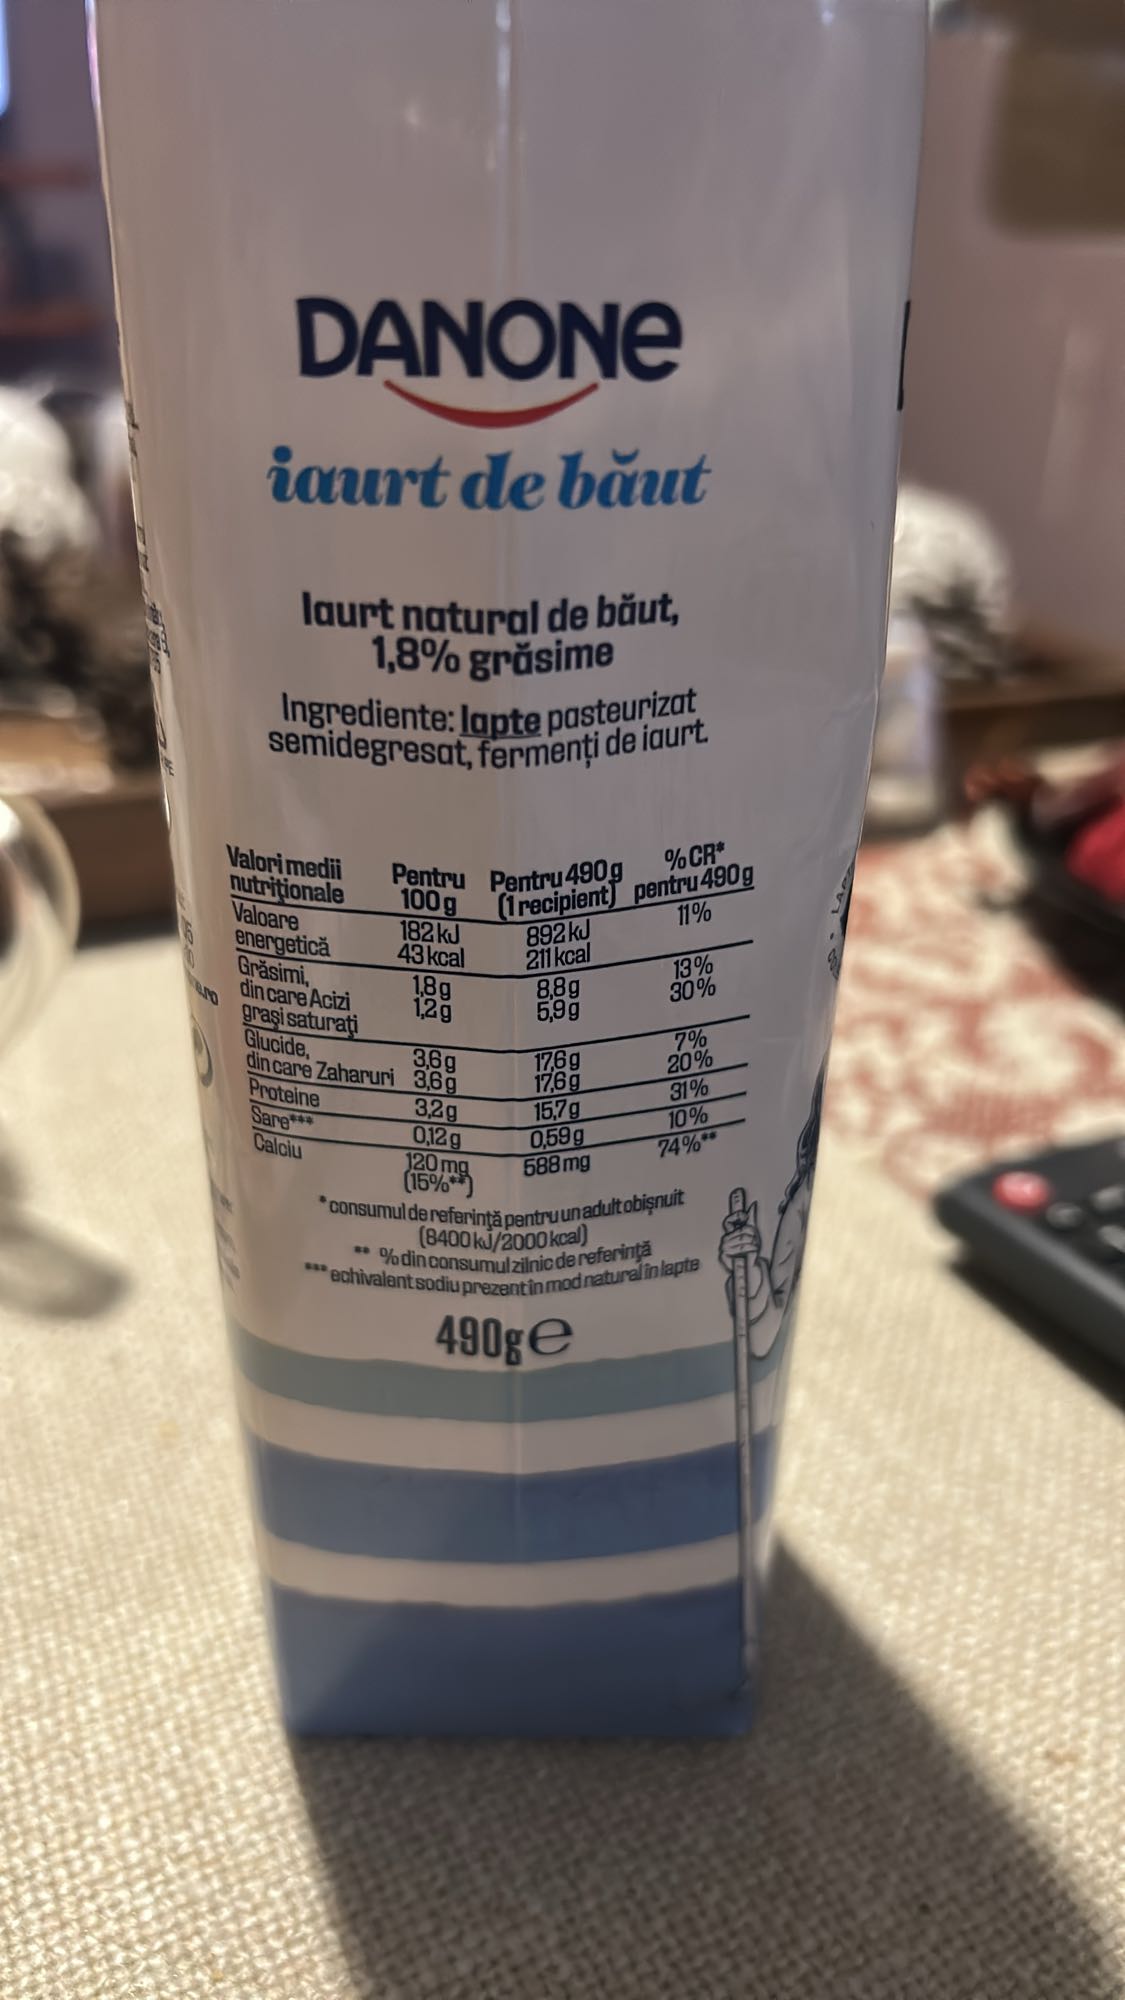 DANONE
iaurt de băut
Iaurt natural de băut,
1,8% grăsime
Ingrediente: lapte pasteurizat
semidegresat, fermenți de iaurt.
Valori medii nutriționale Pentru 100 g Pentru 490 g (1 recipient) % CR* pentru 490 g
Valoare energetică 182 kJ 892 kJ 11%
43 kcal 211 kcal
Grăsimi, 1,8 g 8,8 g 13%
din care Acizi grași saturați 1,2 g 5,9 g 30%
Glucide, 3,6 g 17,6 g 7%
din care Zaharuri 3,6 g 17,6 g 20%
Proteine 3,2 g 15,7 g 31%
Sare*** 0,12 g 0,59 g 10%
Calciu 120 mg 588 mg 74%**
(15%**)
*consumul de referință pentru un adult obișnuit
(8400 kJ/2000 kcal)
** % din consumul zilnic de referință
*** echivalent sodiu prezent în mod natural în lapte
490g e